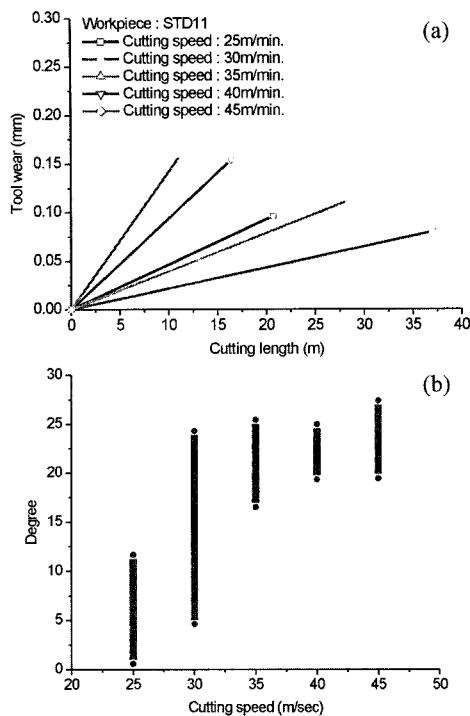 Workpiece : STD11
(a)
Cutting speed : 25m/min.
Cutting speed : 30m/min.
Cutting speed : 35m/min.
Cutting speed : 40m/min.
Cutting speed : 45m/min.
0.30
0.25
0.20
0.15
0.10
0.05
0.00
Tool wear (mm)
0 5 10 15 20 25 30 35 40
Cutting length (m)
(b)
30
25
20
15
10
5
0
Degree
20 25 30 35 40 45 50
Cutting speed (m/sec)